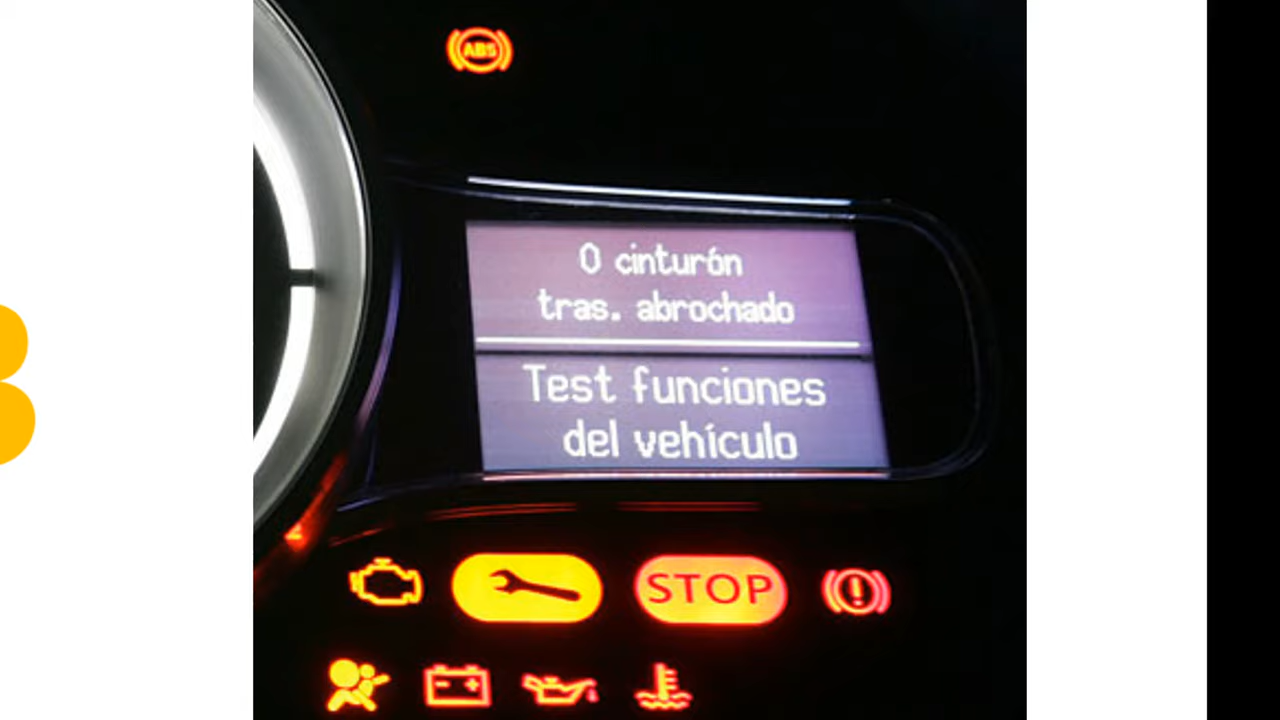 ABS
0 cinturón
tras. abrochado
Test funciones
del vehículo
STOP